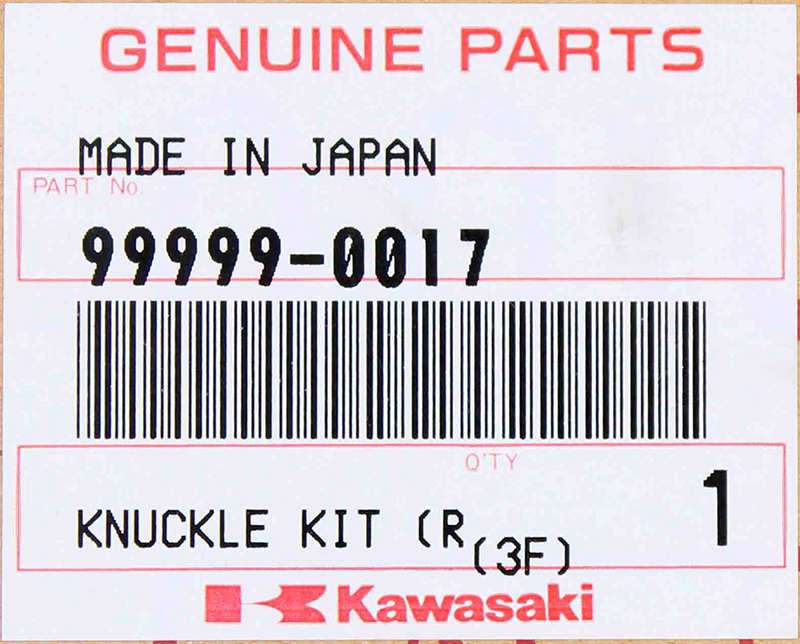 GENUINE PARTS
MADE IN JAPAN
PART No.
99999-0017
Q'TY
1
KNUCKLE KIT (R
(3F)
Kawasaki